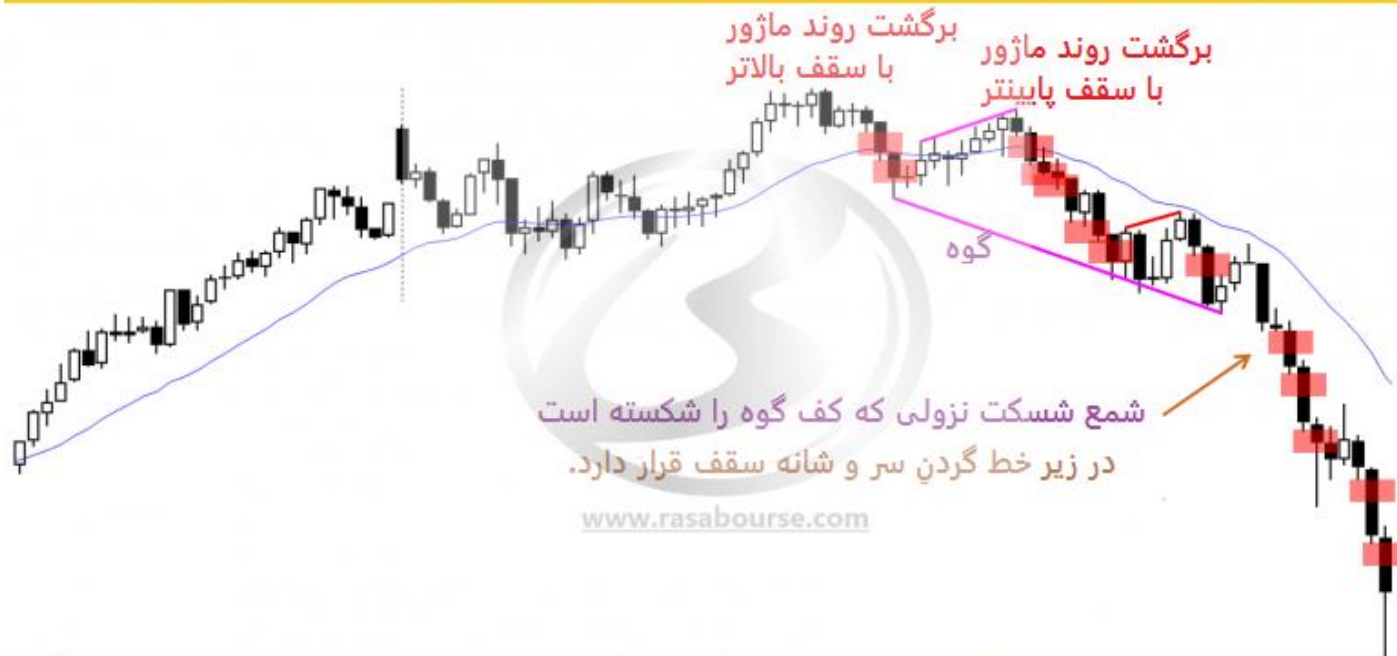 برگشت روند ماژور
با سقف بالاتر
برگشت روند ماژور
با سقف پایینتر
گوه
شمع شسکت نزولی که کف گوه را شکسته است
در زیر خط گردنِ سر و شانه سقف قرار دارد.
www.rasabourse.com